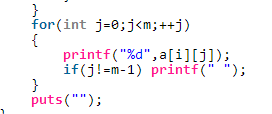 }
for(int j=0;j<m;++j)
{
printf("%d",a[i][j]);
if(j!=m-1) printf(" ");
}
puts("");